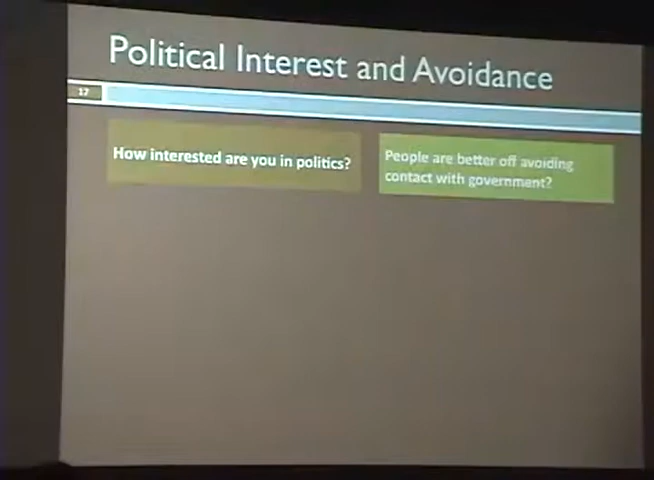 Political Interest and Avoidance
17
How interested are you in politics?
People are better off avoiding
contact with government?